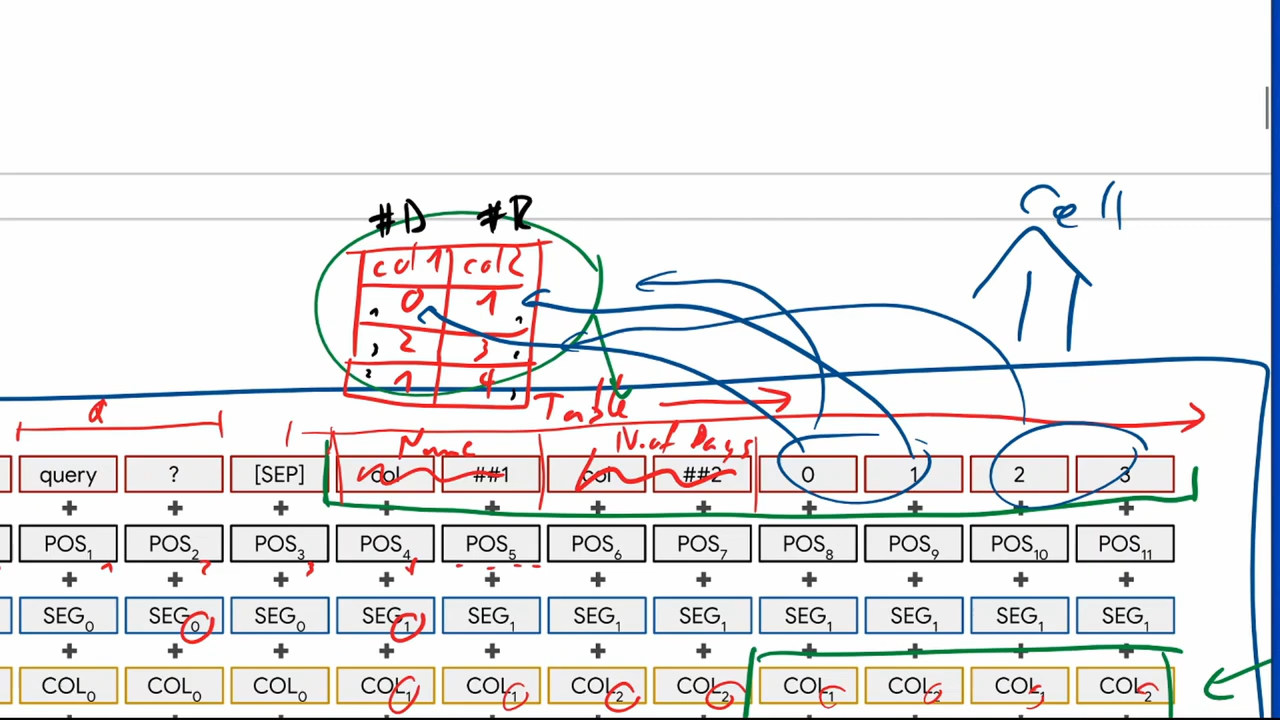 Cell
#D #R
col1 col2
0 1
2 3
1 4
Table
Q
Name N.of Days
query ? [SEP] col ##1 col ##2 0 1 2 3
+ + + + + + + + + + +
POS1 POS2 POS3 POS4 POS5 POS6 POS7 POS8 POS9 POS10 POS11
+ + + + + + + + + + +
SEG0 SEG0 SEG0 SEG1 SEG1 SEG1 SEG1 SEG1 SEG1 SEG1 SEG1
+ + + + + + + + + + +
COL0 COL0 COL0 COL1 COL1 COL2 COL2 COL1 COL2 COL1 COL2